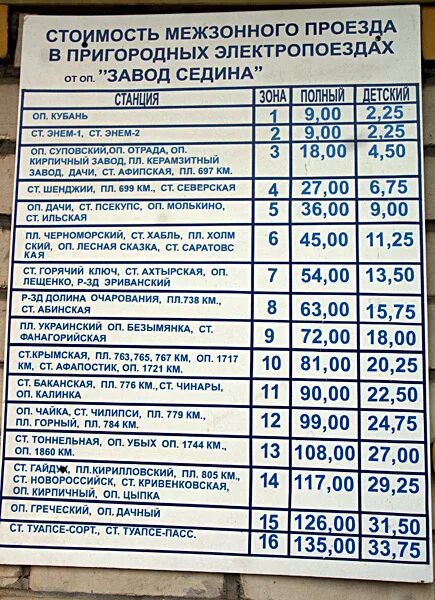 СТОИМОСТЬ МЕЖЗОННОГО ПРОЕЗДА
В ПРИГОРОДНЫХ ЭЛЕКТРОПОЕЗДАХ
ОТ ОП. "ЗАВОД СЕДИНА"
СТАНЦИЯ ЗОНА ПОЛНЫЙ ДЕТСКИЙ
ОП. КУБАНЬ 1 9,00 2,25
СТ. ЭНЕМ-1, СТ. ЭНЕМ-2 2 9,00 2,25
ОП. СУПОВСКИЙ,ОП. ОТРАДА, ОП. 3 18,00 4,50
КИРПИЧНЫЙ ЗАВОД, ПЛ. КЕРАМЗИТНЫЙ
ЗАВОД, ДАЧИ, СТ. АФИПСКАЯ, ПЛ. 697 КМ.
СТ. ШЕНДЖИЙ, ПЛ. 699 КМ., СТ. СЕВЕРСКАЯ 4 27,00 6,75
ОП. ДАЧИ, СТ. ПСЕКУПС, ОП. МОЛЬКИНО, 5 36,00 9,00
СТ. ИЛЬСКАЯ
ПЛ. ЧЕРНОМОРСКИЙ, СТ. ХАБЛЬ, ПЛ. ХОЛМ 6 45,00 11,25
СКИЙ, ОП. ЛЕСНАЯ СКАЗКА, СТ. САРАТОВС
КАЯ
СТ. ГОРЯЧИЙ КЛЮЧ, СТ. АХТЫРСКАЯ, ОП. 7 54,00 13,50
ЛЕЩЕНКО, Р-ЗД ЭРИВАНСКИЙ
Р-ЗД ДОЛИНА ОЧАРОВАНИЯ, ПЛ.738 КМ., 8 63,00 15,75
СТ. АБИНСКАЯ
ПЛ. УКРАИНСКИЙ ОП. БЕЗЫМЯНКА, СТ. 9 72,00 18,00
ФАНАГОРИЙСКАЯ
СТ.КРЫМСКАЯ, ПЛ. 763,765, 767 КМ, ОП. 1717 10 81,00 20,25
КМ, СТ. АФАПОСТИК, ОП. 1721 КМ.
СТ. БАКАНСКАЯ, ПЛ. 776 КМ.,СТ. ЧИНАРЫ, 11 90,00 22,50
ОП. КАЛИНКА
ОП. ЧАЙКА, СТ. ЧИЛИПСИ, ПЛ. 779 КМ., 12 99,00 24,75
ПЛ. ГОРНЫЙ, ПЛ. 784 КМ.
СТ. ТОННЕЛЬНАЯ, ОП. УБЫХ ОП. 1744 КМ., 13 108,00 27,00
ОП. 1860 КМ.
СТ. ГАЙДУК, ПЛ.КИРИЛЛОВСКИЙ, ПЛ. 805 КМ., 14 117,00 29,25
СТ. НОВОРОССИЙСК, СТ. КРИВЕНКОВСКАЯ,
ОП. КИРПИЧНЫЙ, ОП. ЦЫПКА
ОП. ГРЕЧЕСКИЙ, ОП. ДАЧНЫЙ 15 126,00 31,50
СТ. ТУАПСЕ-СОРТ., СТ. ТУАПСЕ-ПАСС. 16 135,00 33,75